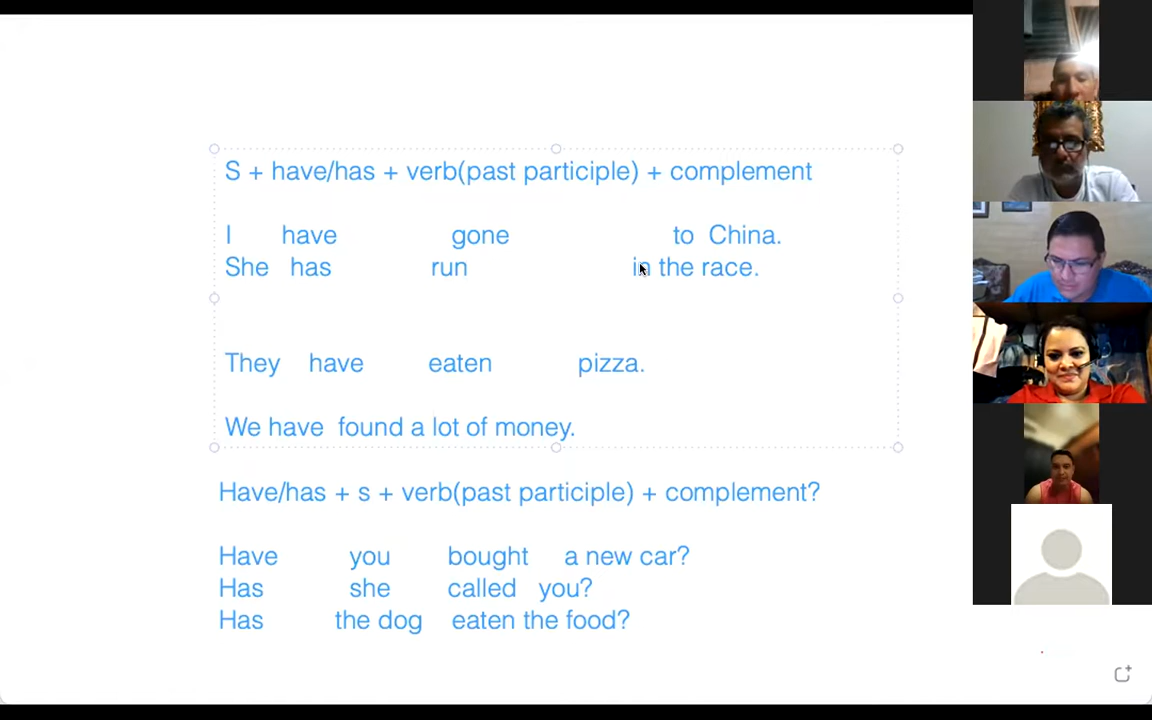 S + have/has + verb(past participle) + complement
I have gone to China.
She has run in the race.
They have eaten pizza.
We have found a lot of money.
Have/has + s + verb(past participle) + complement?
Have you bought a new car?
Has she called you?
Has the dog eaten the food?